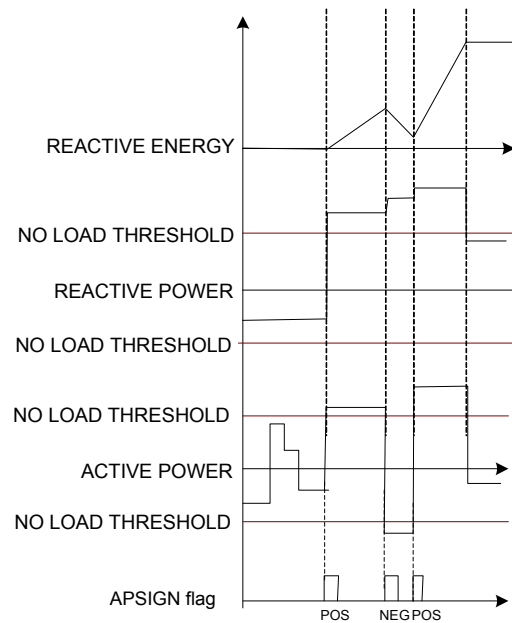 REACTIVE ENERGY
NO LOAD THRESHOLD
REACTIVE POWER
NO LOAD THRESHOLD
NO LOAD THRESHOLD
ACTIVE POWER
NO LOAD THRESHOLD
APSIGN flag
POS NEG POS